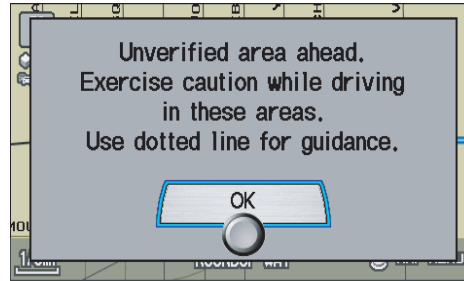 Unverified area ahead.
Exercise caution while driving
in these areas.
Use dotted line for guidance.
OK